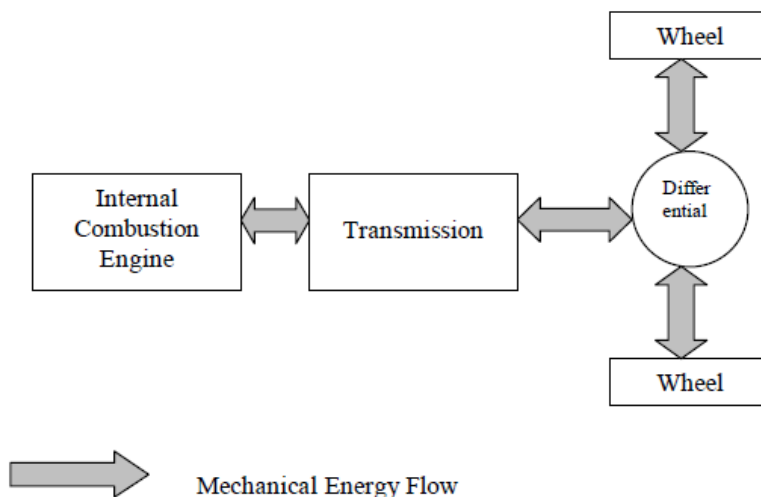 Wheel
Internal
Combustion
Engine
Transmission
Differ
ential
Wheel
Mechanical Energy Flow